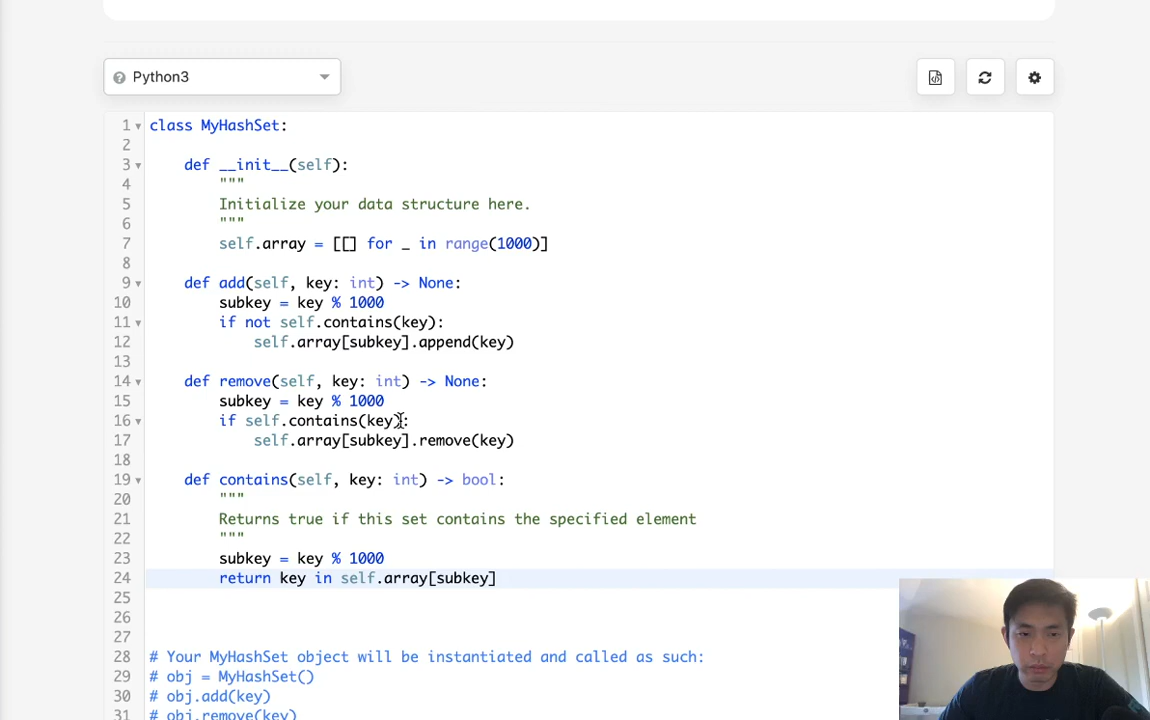 Python3
1 class MyHashSet:
2
3 def __init__(self):
4 """
5 Initialize your data structure here.
6 """
7 self.array = [[] for _ in range(1000)]
8
9 def add(self, key: int) -> None:
10 subkey = key % 1000
11 if not self.contains(key):
12 self.array[subkey].append(key)
13
14 def remove(self, key: int) -> None:
15 subkey = key % 1000
16 if self.contains(key):
17 self.array[subkey].remove(key)
18
19 def contains(self, key: int) -> bool:
20 """
21 Returns true if this set contains the specified element
22 """
23 subkey = key % 1000
24 return key in self.array[subkey]
25
26
27
28 # Your MyHashSet object will be instantiated and called as such:
29 # obj = MyHashSet()
30 # obj.add(key)
31 # obj.remove(key)